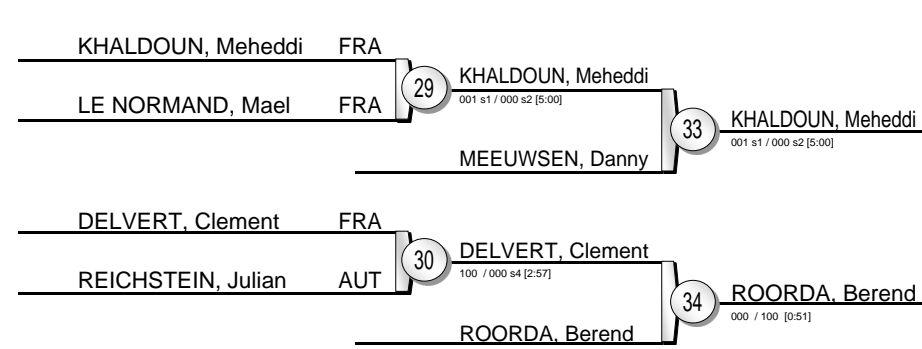 KHALDOUN, Meheddi FRA
29
KHALDOUN, Meheddi
001 s1 / 000 s2 [5:00]
LE NORMAND, Mael FRA
33
KHALDOUN, Meheddi
001 s1 / 000 s2 [5:00]
MEEUWSEN, Danny
DELVERT, Clement FRA
30
DELVERT, Clement
100 / 000 s4 [2:57]
REICHSTEIN, Julian AUT
34
ROORDA, Berend
000 / 100 [0:51]
ROORDA, Berend